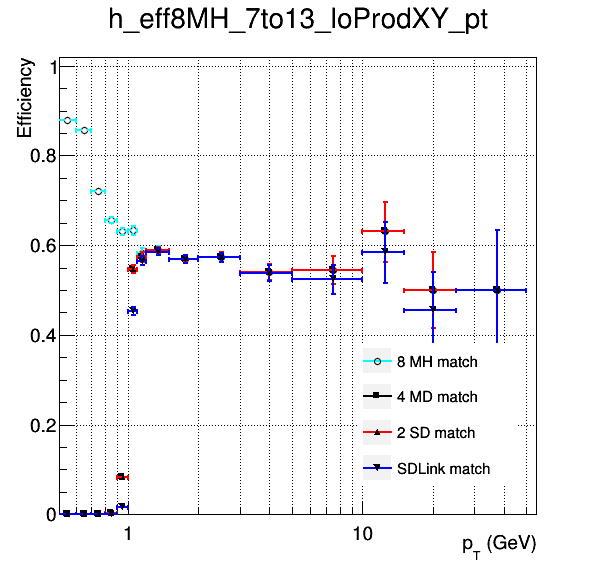 h_eff8MH_7to13_loProdXY_pt
Efficiency
1
0.8
0.6
0.4
0.2
0
8 MH match
4 MD match
2 SD match
SDLink match
1
10
p_T (GeV)